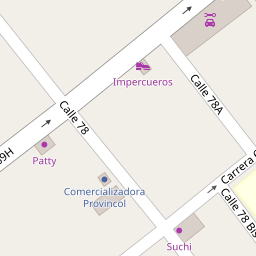 Impercueros
Calle 78A
Calle 78
Patty
Comercializadora
Provincol
Carrera
Calle 78 Bis
Suchi